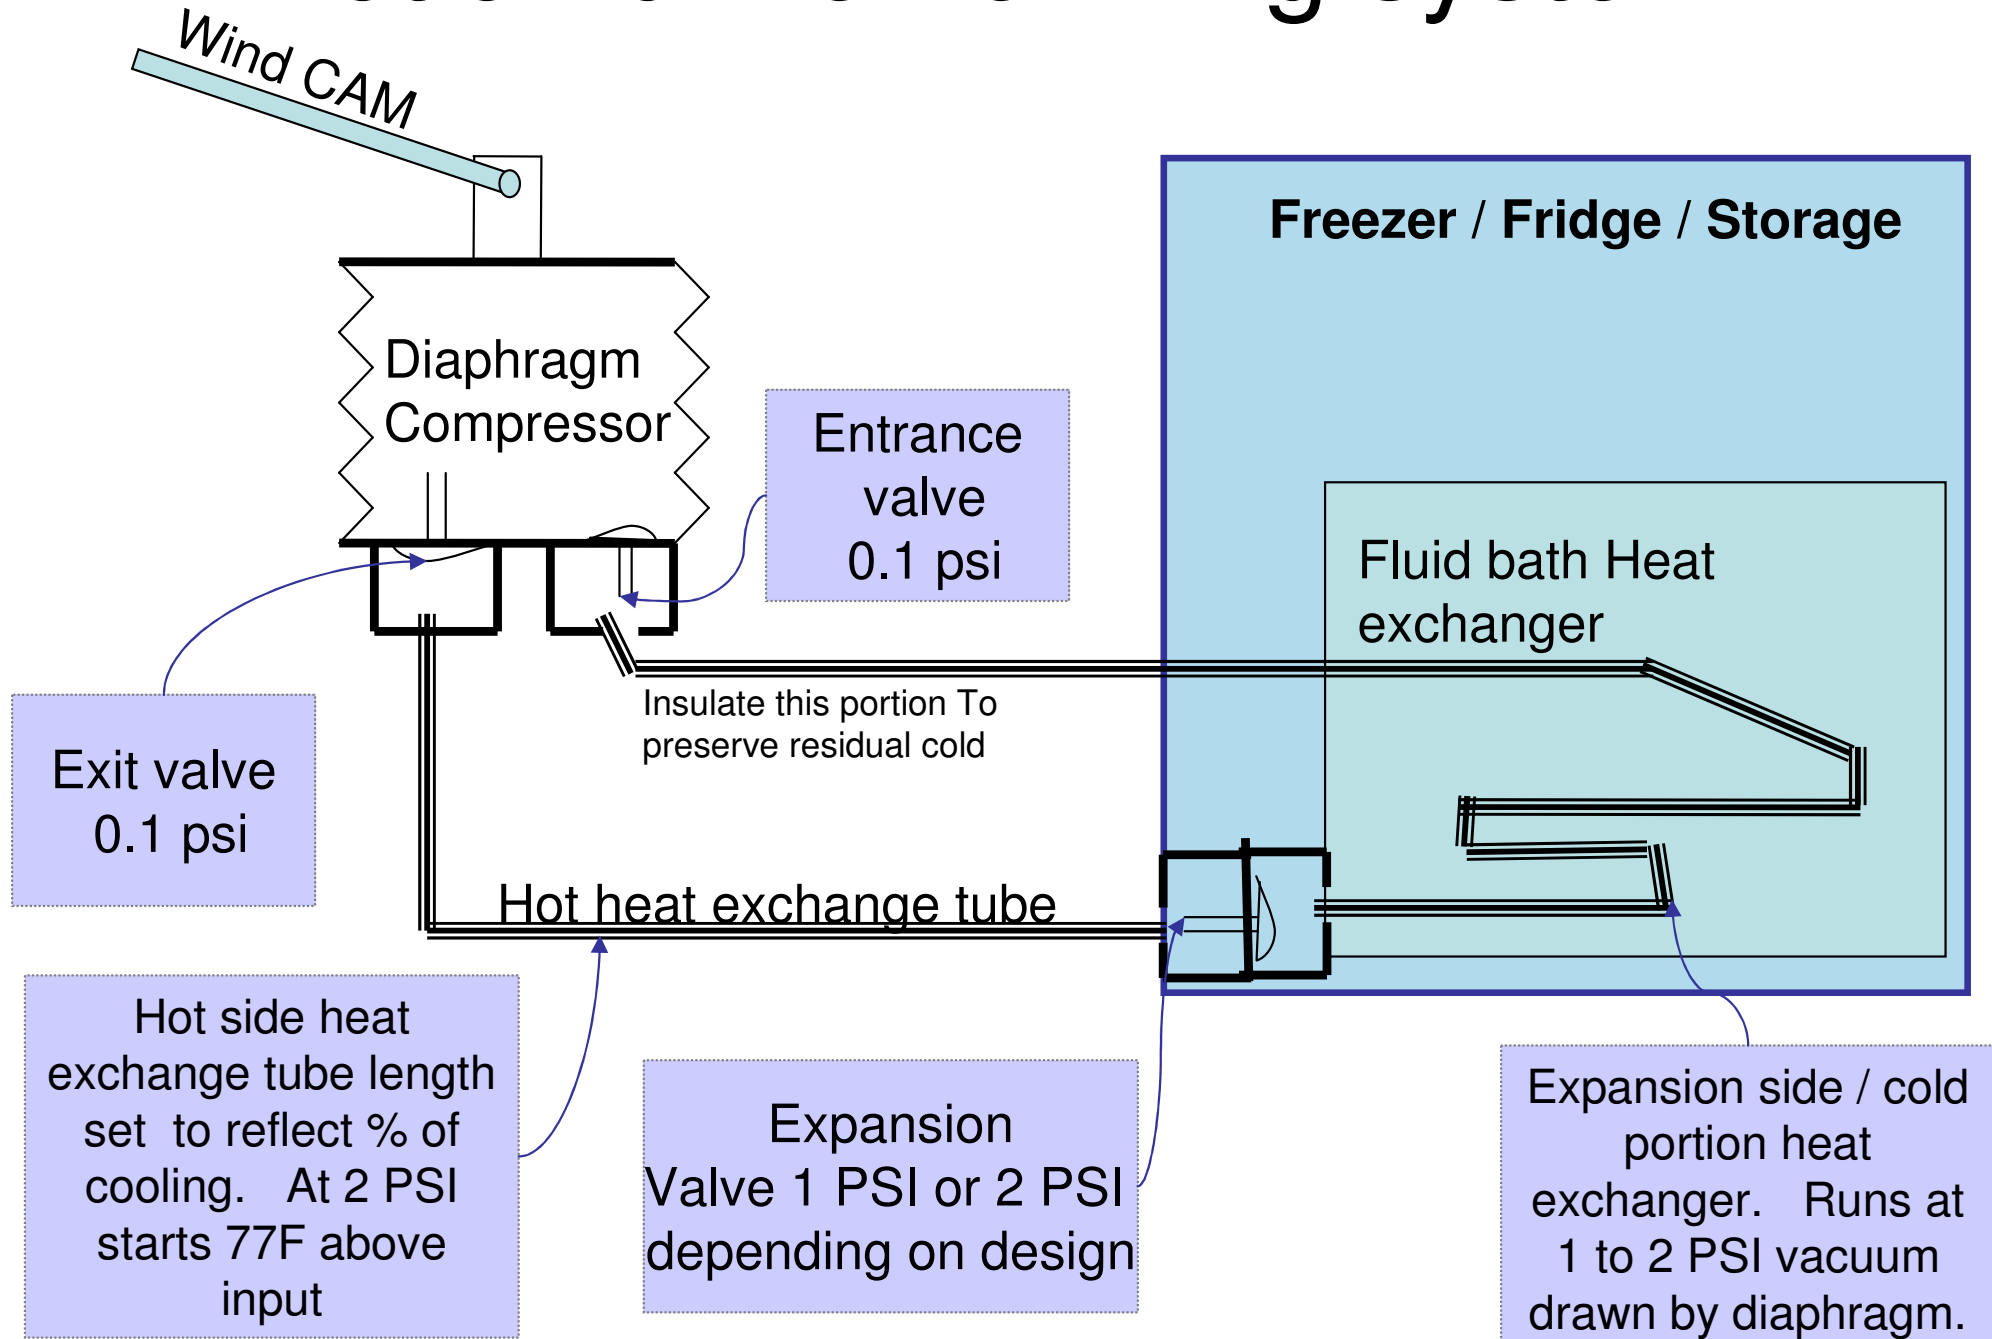 Wind CAM
Freezer / Fridge / Storage
Diaphragm
Compressor
Entrance
valve
0.1 psi
Fluid bath Heat
exchanger
Insulate this portion To
preserve residual cold
Exit valve
0.1 psi
Hot heat exchange tube
Hot side heat
exchange tube length
set to reflect % of
cooling. At 2 PSI
starts 77F above
input
Expansion
Valve 1 PSI or 2 PSI
depending on design
Expansion side / cold
portion heat
exchanger. Runs at
1 to 2 PSI vacuum
drawn by diaphragm.